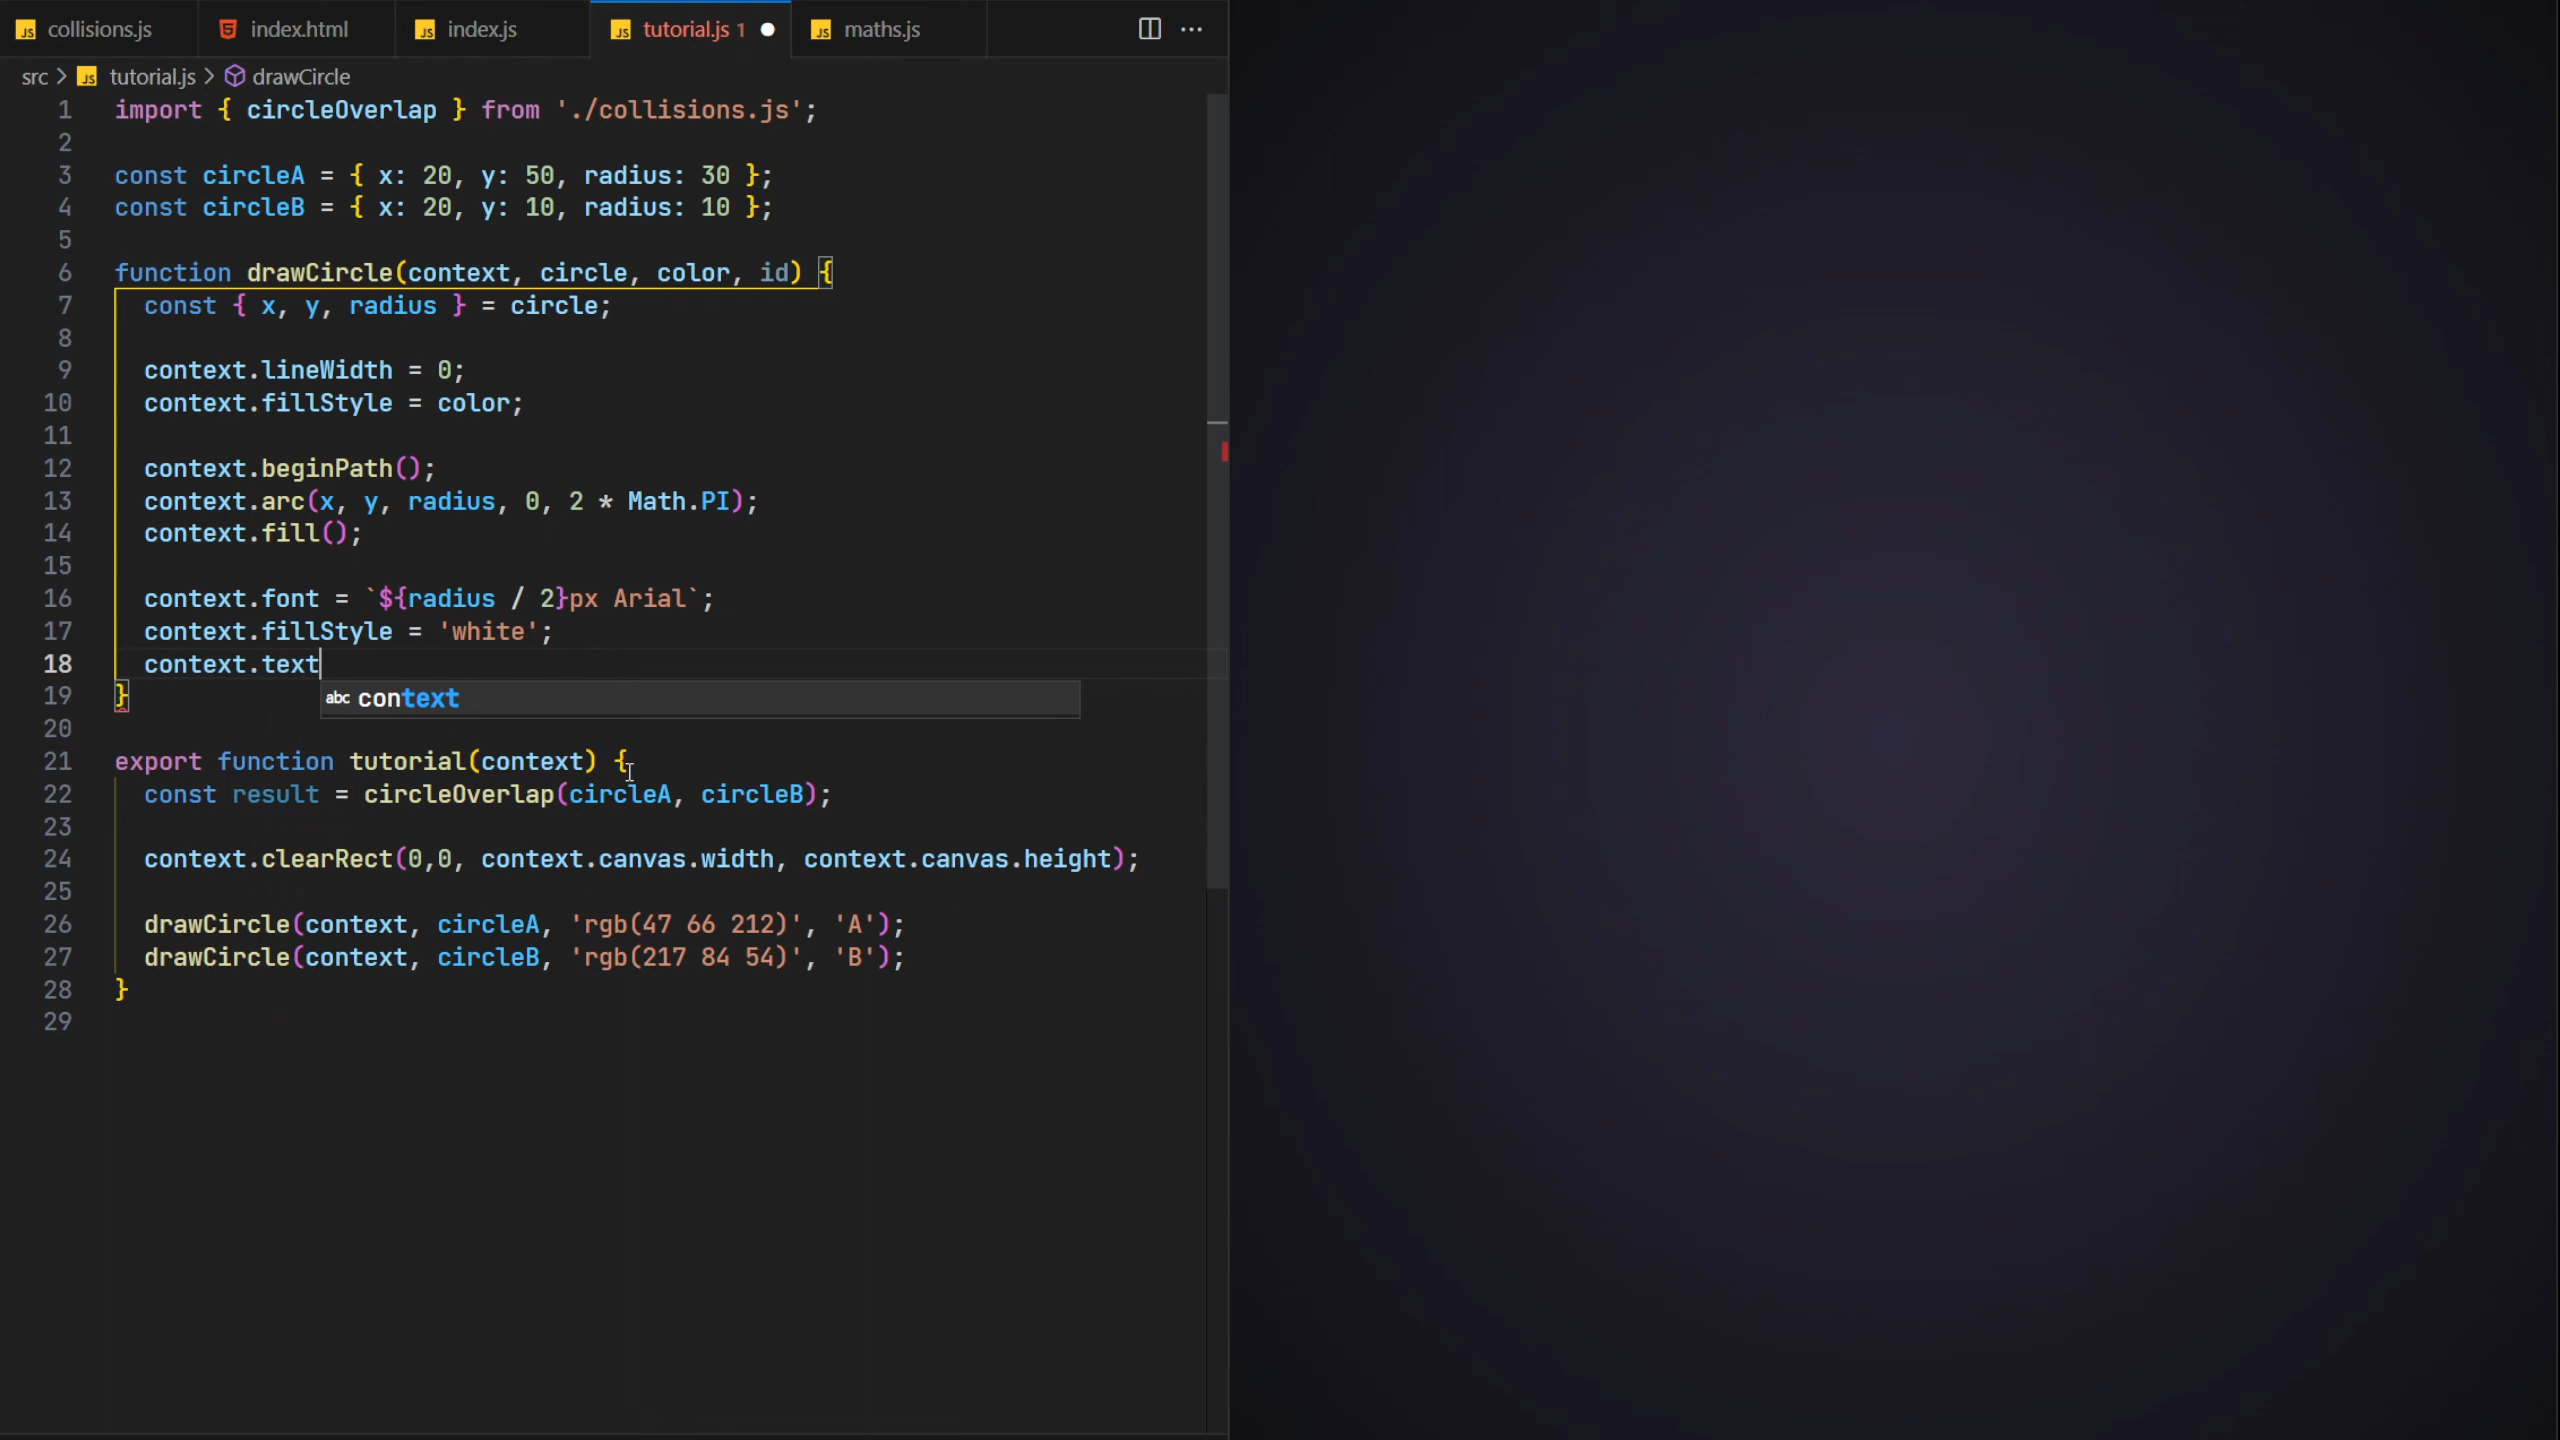 collisions.js index.html index.js tutorial.js 1 maths.js
src > tutorial.js > drawCircle
1 import { circleOverlap } from './collisions.js';
2
3 const circleA = { x: 20, y: 50, radius: 30 };
4 const circleB = { x: 20, y: 10, radius: 10 };
5
6 function drawCircle(context, circle, color, id) {
7 const { x, y, radius } = circle;
8
9 context.lineWidth = 0;
10 context.fillStyle = color;
11
12 context.beginPath();
13 context.arc(x, y, radius, 0, 2 * Math.PI);
14 context.fill();
15
16 context.font = `${radius / 2}px Arial`;
17 context.fillStyle = 'white';
18 context.text
19 }
abc context
20
21 export function tutorial(context) {
22 const result = circleOverlap(circleA, circleB);
23
24 context.clearRect(0,0, context.canvas.width, context.canvas.height);
25
26 drawCircle(context, circleA, 'rgb(47 66 212)', 'A');
27 drawCircle(context, circleB, 'rgb(217 84 54)', 'B');
28 }
29